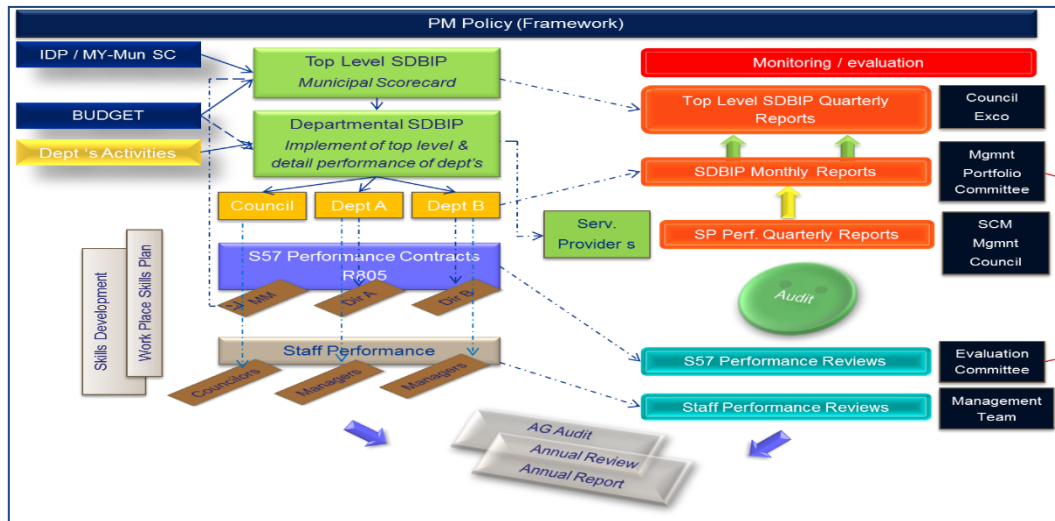 PM Policy (Framework)
IDP / MY-Mun SC
BUDGET
Dept 's Activities
Top Level SDBIP
Municipal Scorecard
Departmental SDBIP
Implement of top level &
detail performance of dept's
Council
Dept A
Dept B
S57 Performance Contracts
R805
MM
Dir A
Dir B
Staff Performance
Councilors
Managers
Managers
Skills Development
Work Place Skills Plan
Serv.
Provider s
Monitoring / evaluation
Top Level SDBIP Quarterly
Reports
Council
Exco
SDBIP Monthly Reports
Mgmnt
Portfolio
Committee
SP Perf. Quarterly Reports
SCM
Mgmnt
Council
Audit
S57 Performance Reviews
Evaluation
Committee
Staff Performance Reviews
Management
Team
AG Audit
Annual Review
Annual Report